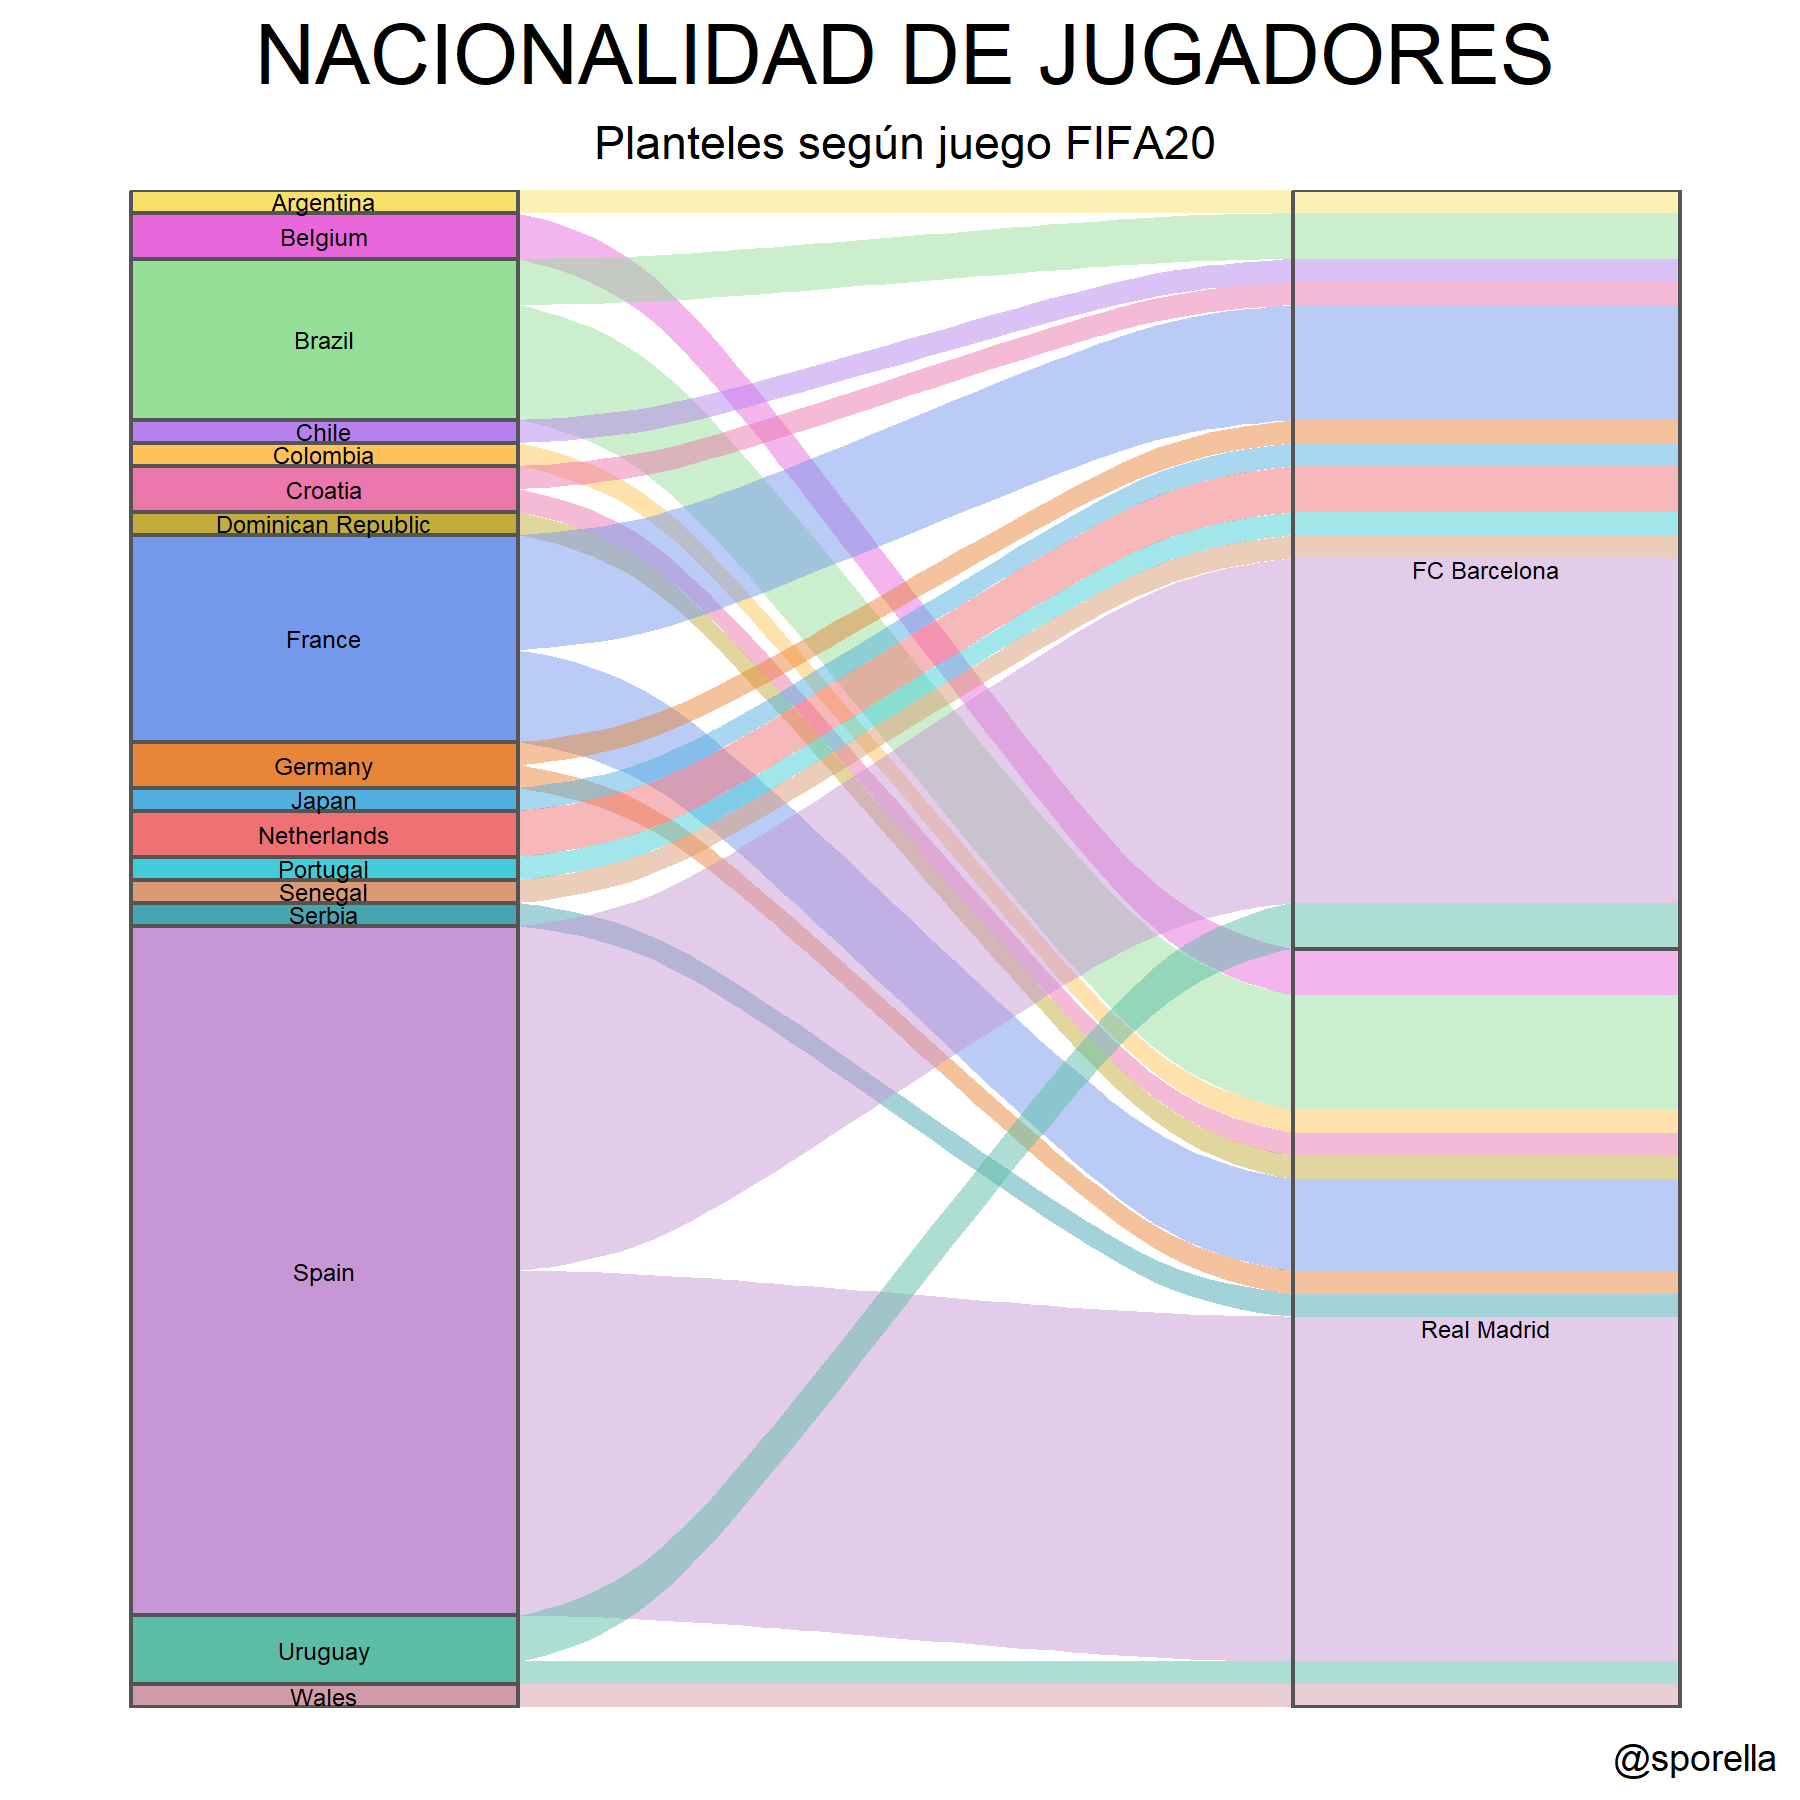 NACIONALIDAD DE JUGADORES
Planteles según juego FIFA20
Argentina
Belgium
Brazil
Chile
Colombia
Croatia
Dominican Republic
France
Germany
Japan
Netherlands
Portugal
Senegal
Serbia
Spain
Uruguay
Wales
FC Barcelona
Real Madrid
@sporella